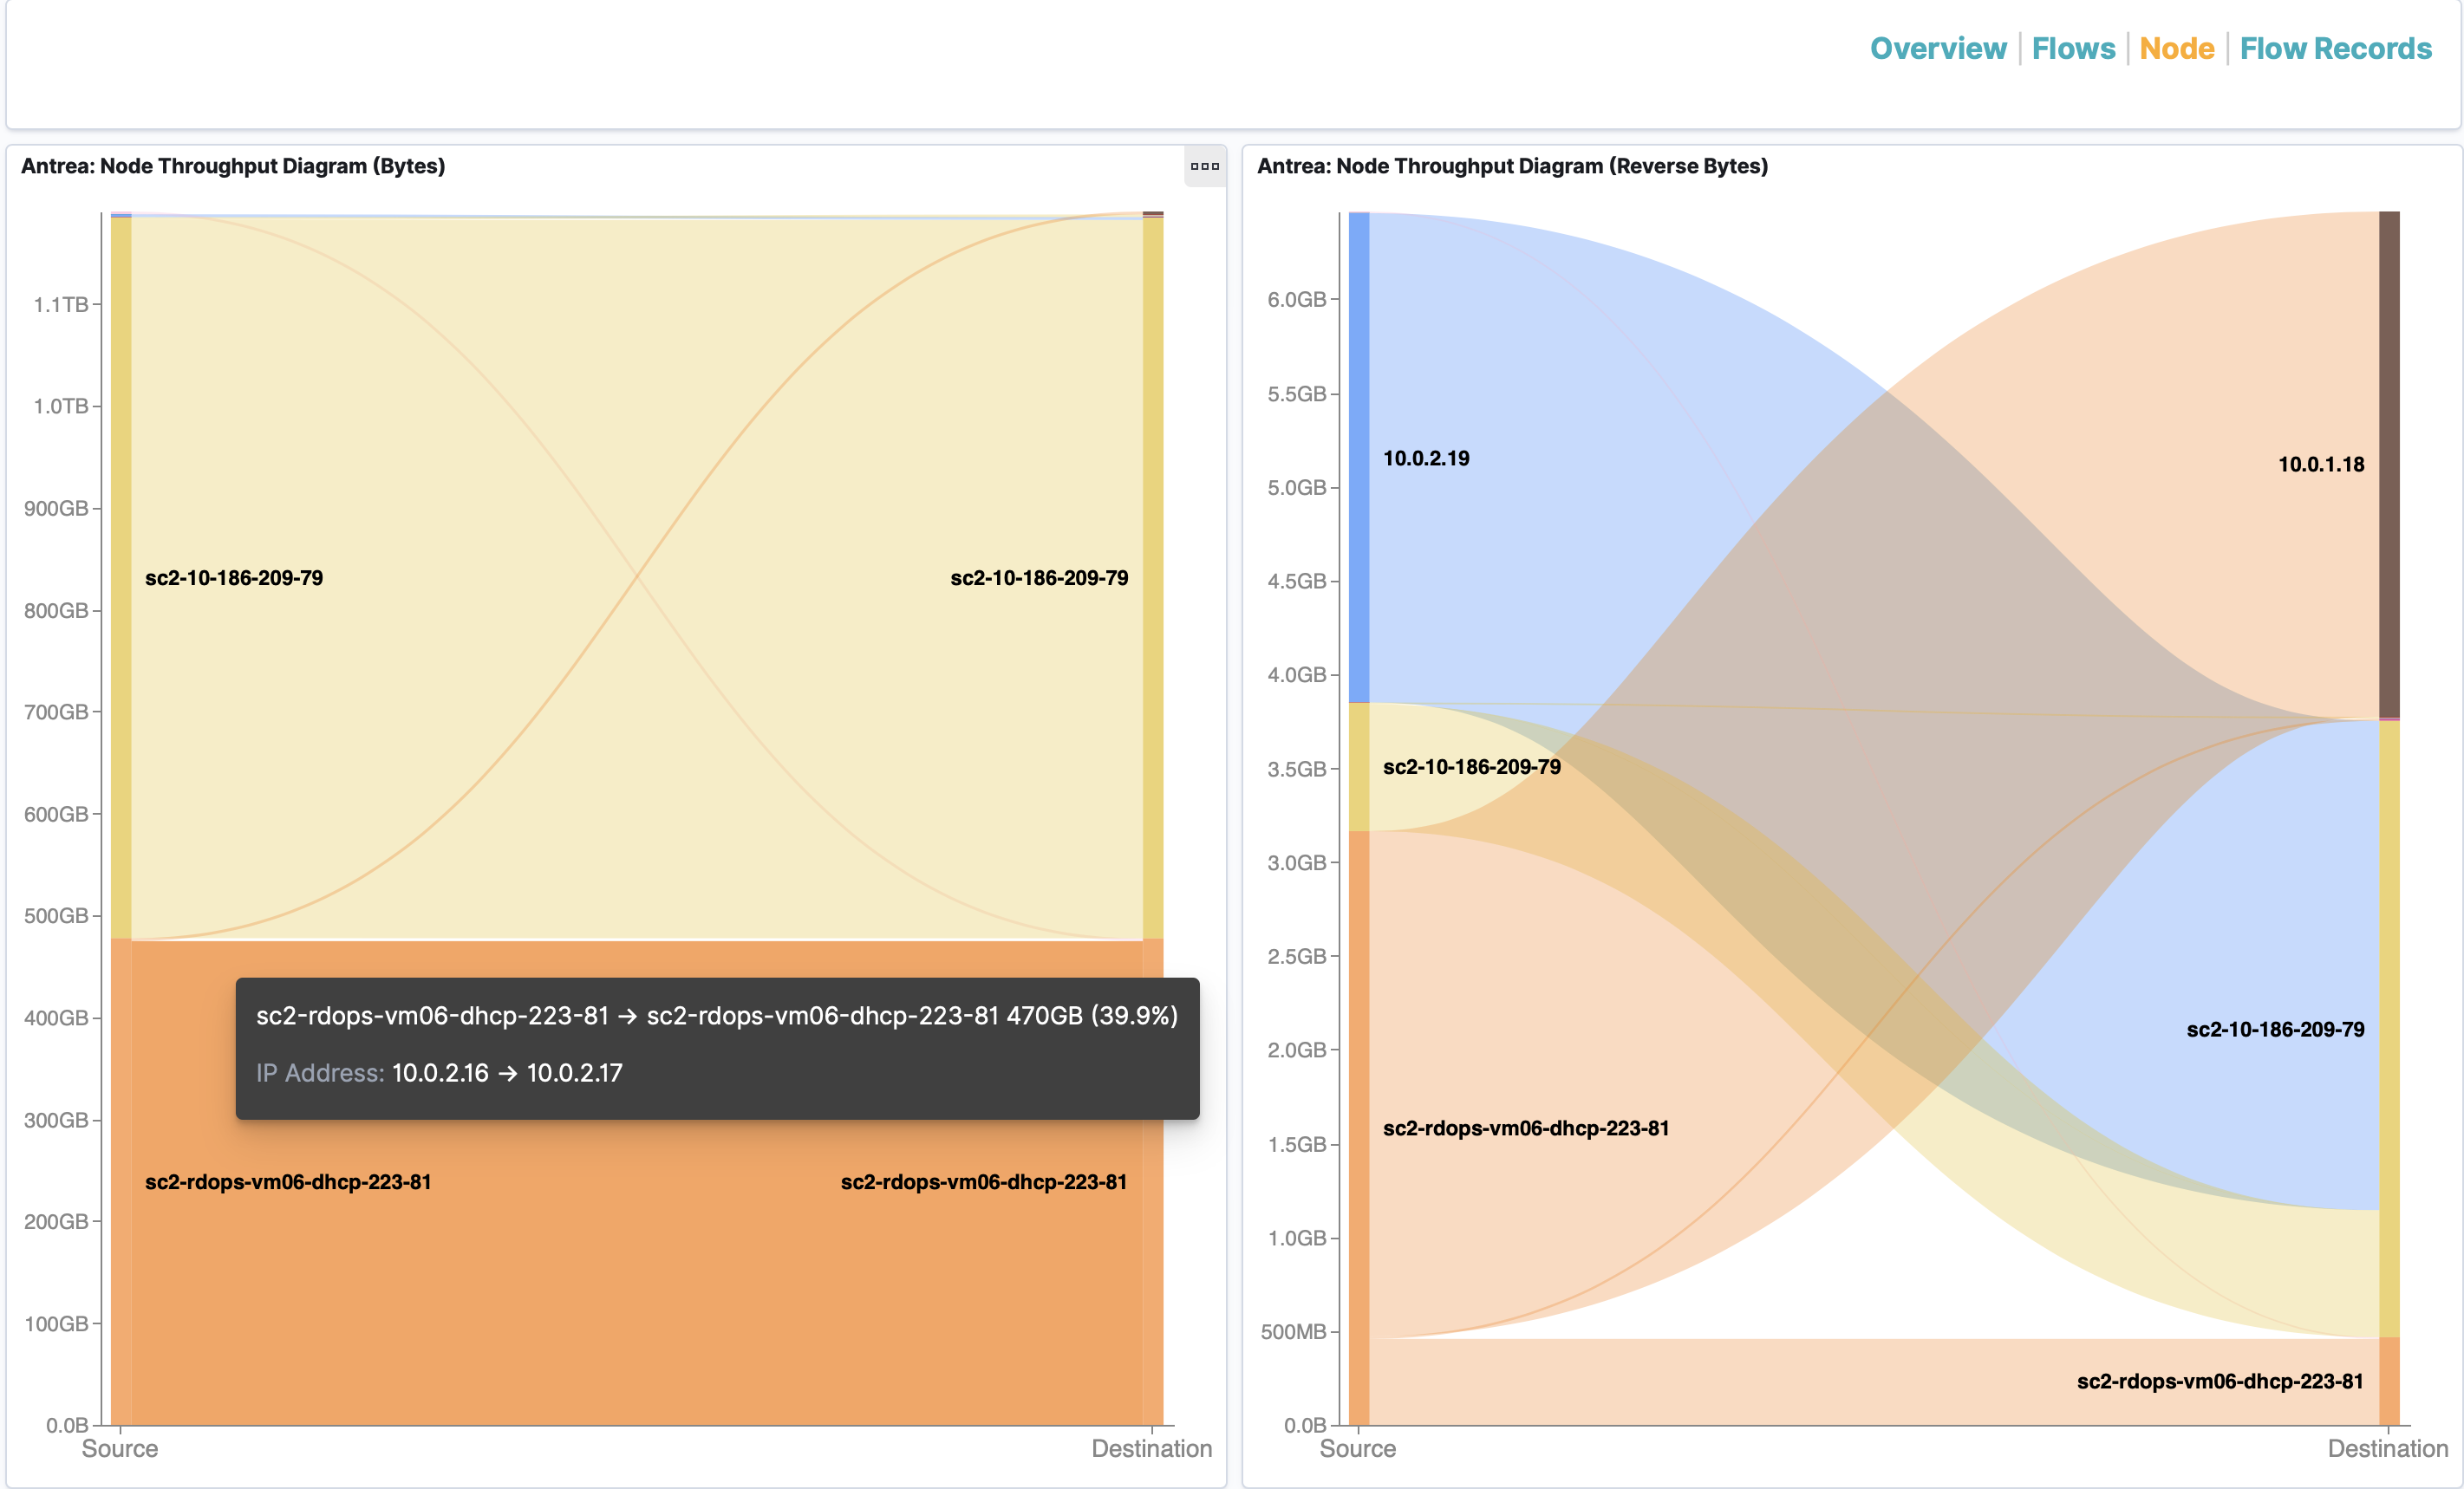 Overview | Flows | Node | Flow Records
Antrea: Node Throughput Diagram (Bytes)
1.1TB
1.0TB
900GB
800GB
700GB
600GB
500GB
400GB
300GB
200GB
100GB
0.0B
sc2-10-186-209-79
sc2-10-186-209-79
sc2-rdops-vm06-dhcp-223-81 → sc2-rdops-vm06-dhcp-223-81 470GB (39.9%)
IP Address: 10.0.2.16 → 10.0.2.17
sc2-rdops-vm06-dhcp-223-81
sc2-rdops-vm06-dhcp-223-81
Source
Destination
Antrea: Node Throughput Diagram (Reverse Bytes)
6.0GB
5.5GB
5.0GB
4.5GB
4.0GB
3.5GB
3.0GB
2.5GB
2.0GB
1.5GB
1.0GB
500MB
0.0B
10.0.2.19
10.0.1.18
sc2-10-186-209-79
sc2-10-186-209-79
sc2-rdops-vm06-dhcp-223-81
sc2-rdops-vm06-dhcp-223-81
Source
Destination